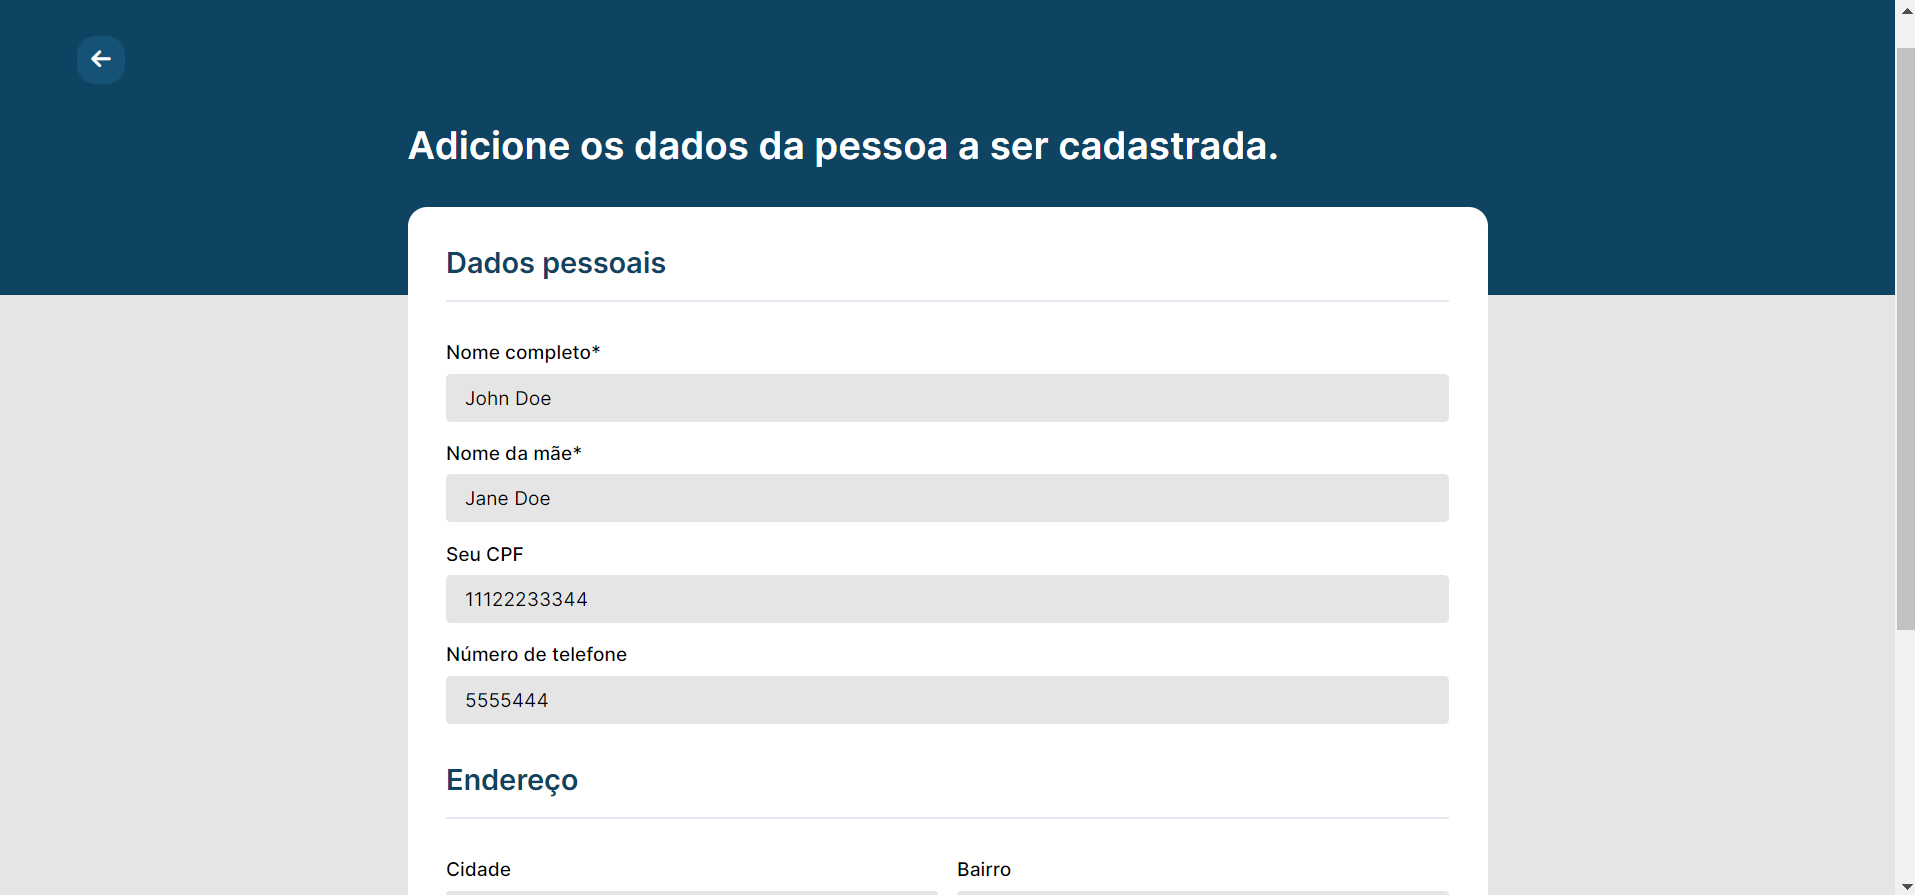 Adicione os dados da pessoa a ser cadastrada.
Dados pessoais
Nome completo*
John Doe
Nome da mãe*
Jane Doe
Seu CPF
11122233344
Número de telefone
5555444
Endereço
Cidade
Bairro